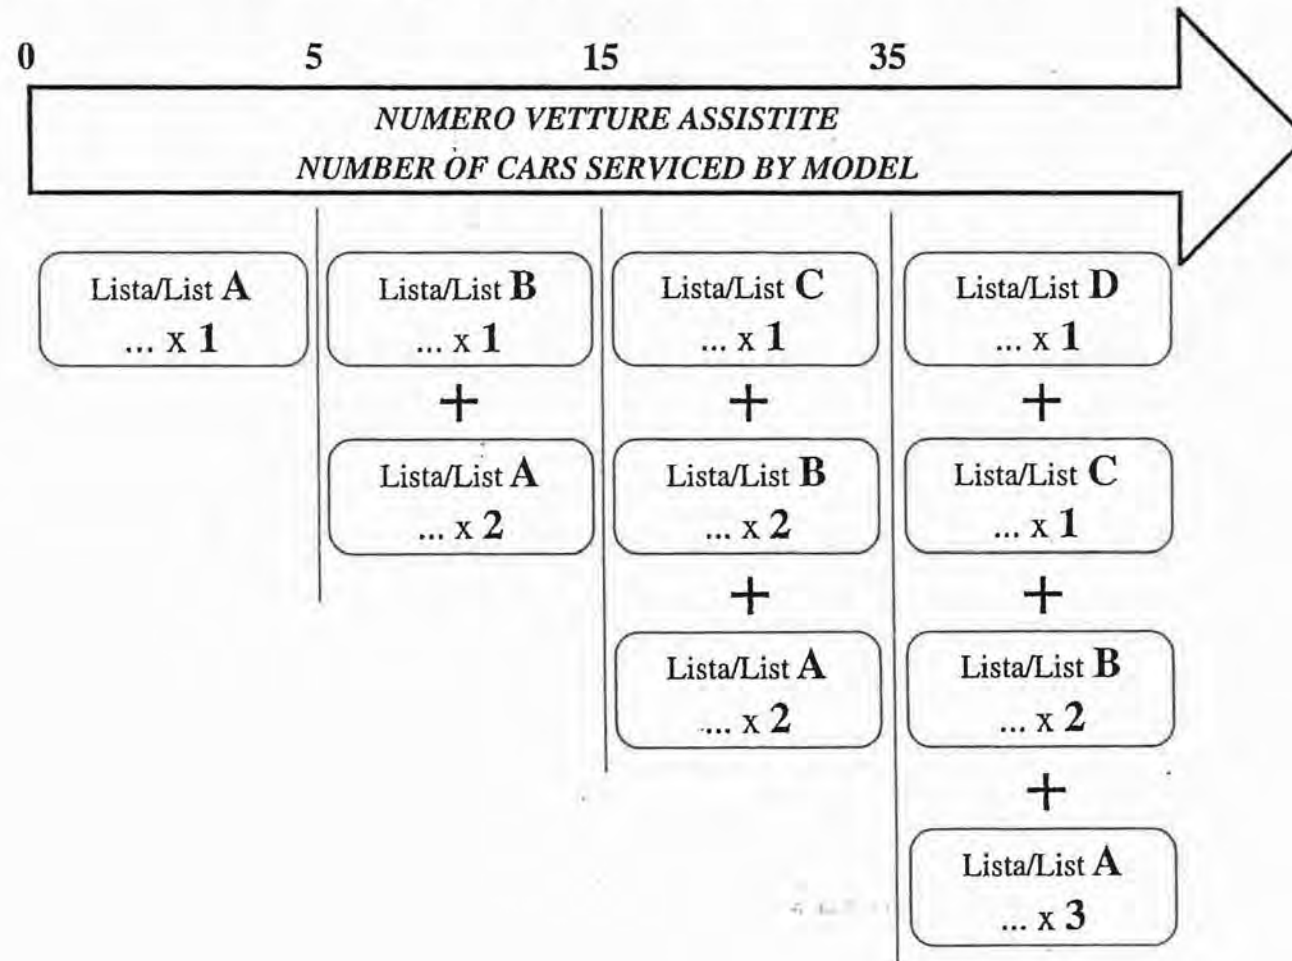 0 5 15 35
NUMERO VETTURE ASSISTITE
NUMBER OF CARS SERVICED BY MODEL
Lista/List A
... x 1
Lista/List B
... x 1
+
Lista/List A
... x 2
Lista/List C
... x 1
+
Lista/List B
... x 2
+
Lista/List A
... x 2
Lista/List D
... x 1
+
Lista/List C
... x 1
+
Lista/List B
... x 2
+
Lista/List A
... x 3